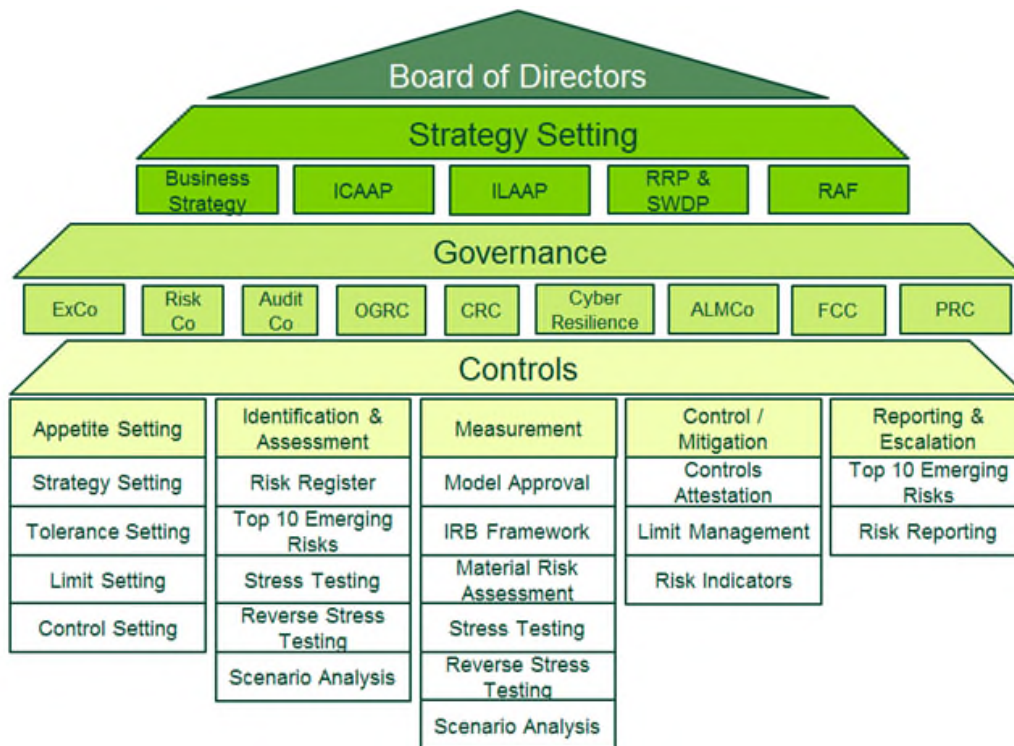 Board of Directors
Strategy Setting
Business
Strategy
ICAAP
ILAAP
RRP &
SWDP
RAF
Governance
ExCo
Risk
Co
Audit
Co
OGRC
CRC
Cyber
Resilience
ALMCo
FCC
PRC
Controls
Appetite Setting
Strategy Setting
Tolerance Setting
Limit Setting
Control Setting
Identification &
Assessment
Risk Register
Top 10 Emerging
Risks
Stress Testing
Reverse Stress
Testing
Scenario Analysis
Measurement
Model Approval
IRB Framework
Material Risk
Assessment
Stress Testing
Reverse Stress
Testing
Scenario Analysis
Control /
Mitigation
Controls
Attestation
Limit Management
Risk Indicators
Reporting &
Escalation
Top 10 Emerging
Risks
Risk Reporting